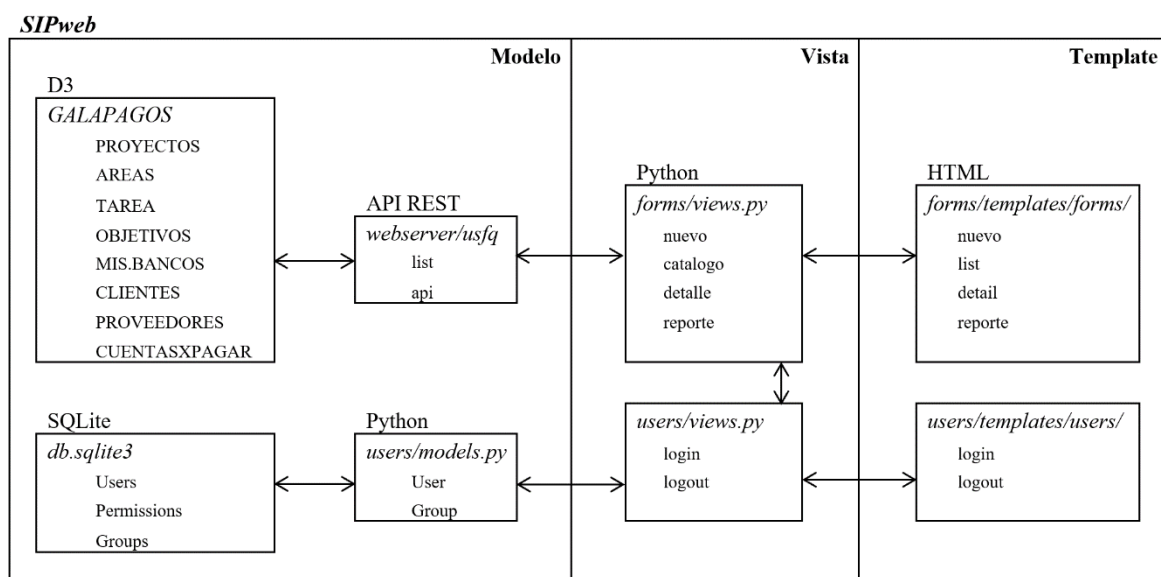 SIPweb
Modelo
Vista
Template
D3
GALAPAGOS
PROYECTOS
AREAS
TAREA
OBJETIVOS
MIS.BANCOS
CLIENTES
PROVEEDORES
CUENTASXPAGAR
API REST
webserver/usfq
list
api
Python
forms/views.py
nuevo
catalogo
detalle
reporte
HTML
forms/templates/forms/
nuevo
list
detail
reporte
SQLite
db.sqlite3
Users
Permissions
Groups
Python
users/models.py
User
Group
users/views.py
login
logout
users/templates/users/
login
logout